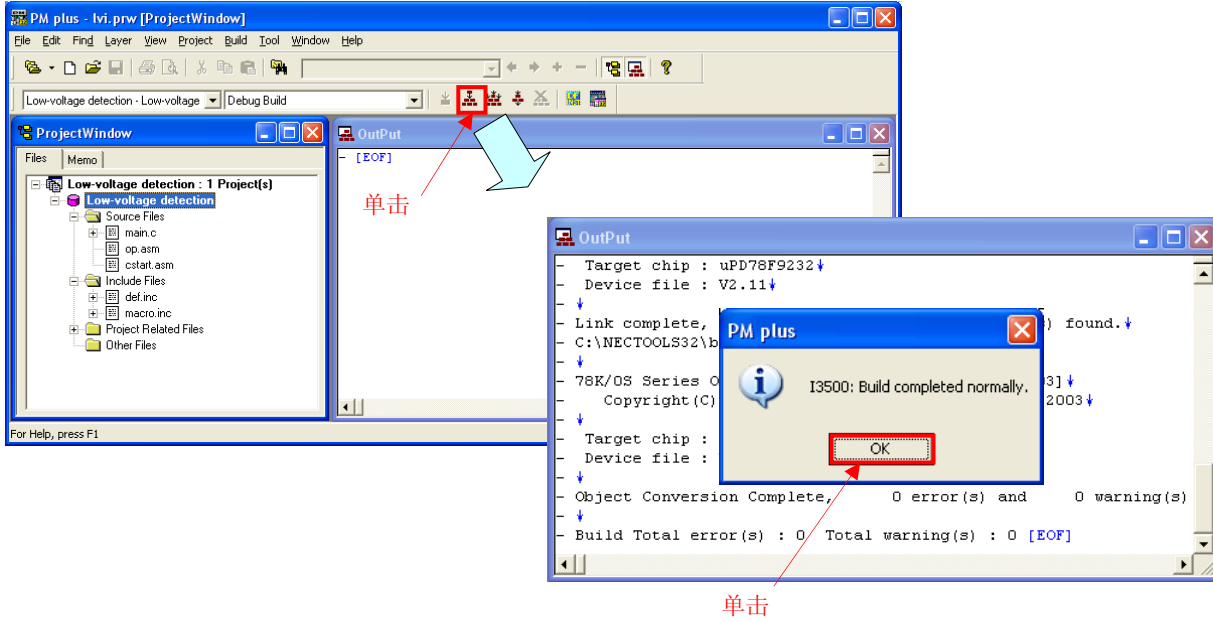 PM plus - lvi.prw [ProjectWindow]
File Edit Find Layer View Project Build Tool Window Help
Low-voltage detection - Low-voltage Debug Build
ProjectWindow
Files Memo
Low-voltage detection : 1 Project(s)
Low-voltage detection
Source Files
main.c
op.asm
cstart.asm
Include Files
def.inc
macro.inc
Project Related Files
Other Files
For Help, press F1
OutPut
- [EOF]
单击
OutPut
- Target chip : uPD78F9232↓
- Device file : V2.11↓
- ↓
- Link complete, ) found.↓
- C:\NECTOOLS32\b
- ↓
- 78K/0S Series O 3]↓
- Copyright(C) 2003↓
- ↓
- Target chip :
- Device file :
- ↓
- Object Conversion Complete, 0 error(s) and 0 warning(s)
- ↓
- Build Total error(s) : 0 Total warning(s) : 0 [EOF]
PM plus
I3500: Build completed normally.
OK
单击